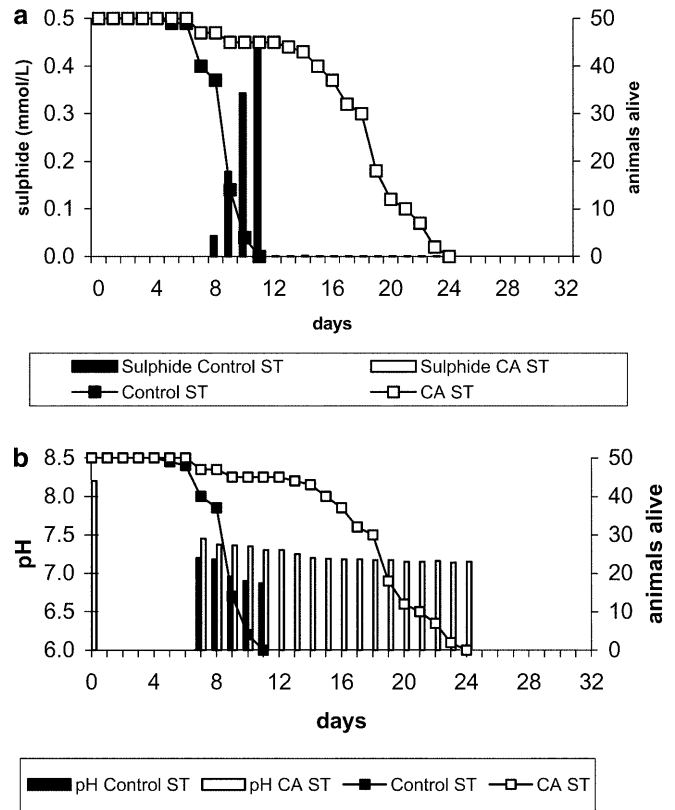 a
sulphide (mmol/L)
0.5
0.4
0.3
0.2
0.1
0.0
50
40
30
20
10
0
animals alive
0 4 8 12 16 20 24 28 32
days
Sulphide Control ST Sulphide CA ST
Control ST CA ST
b
pH
8.5
8.0
7.5
7.0
6.5
6.0
50
40
30
20
10
0
animals alive
0 4 8 12 16 20 24 28 32
days
pH Control ST pH CA ST Control ST CA ST